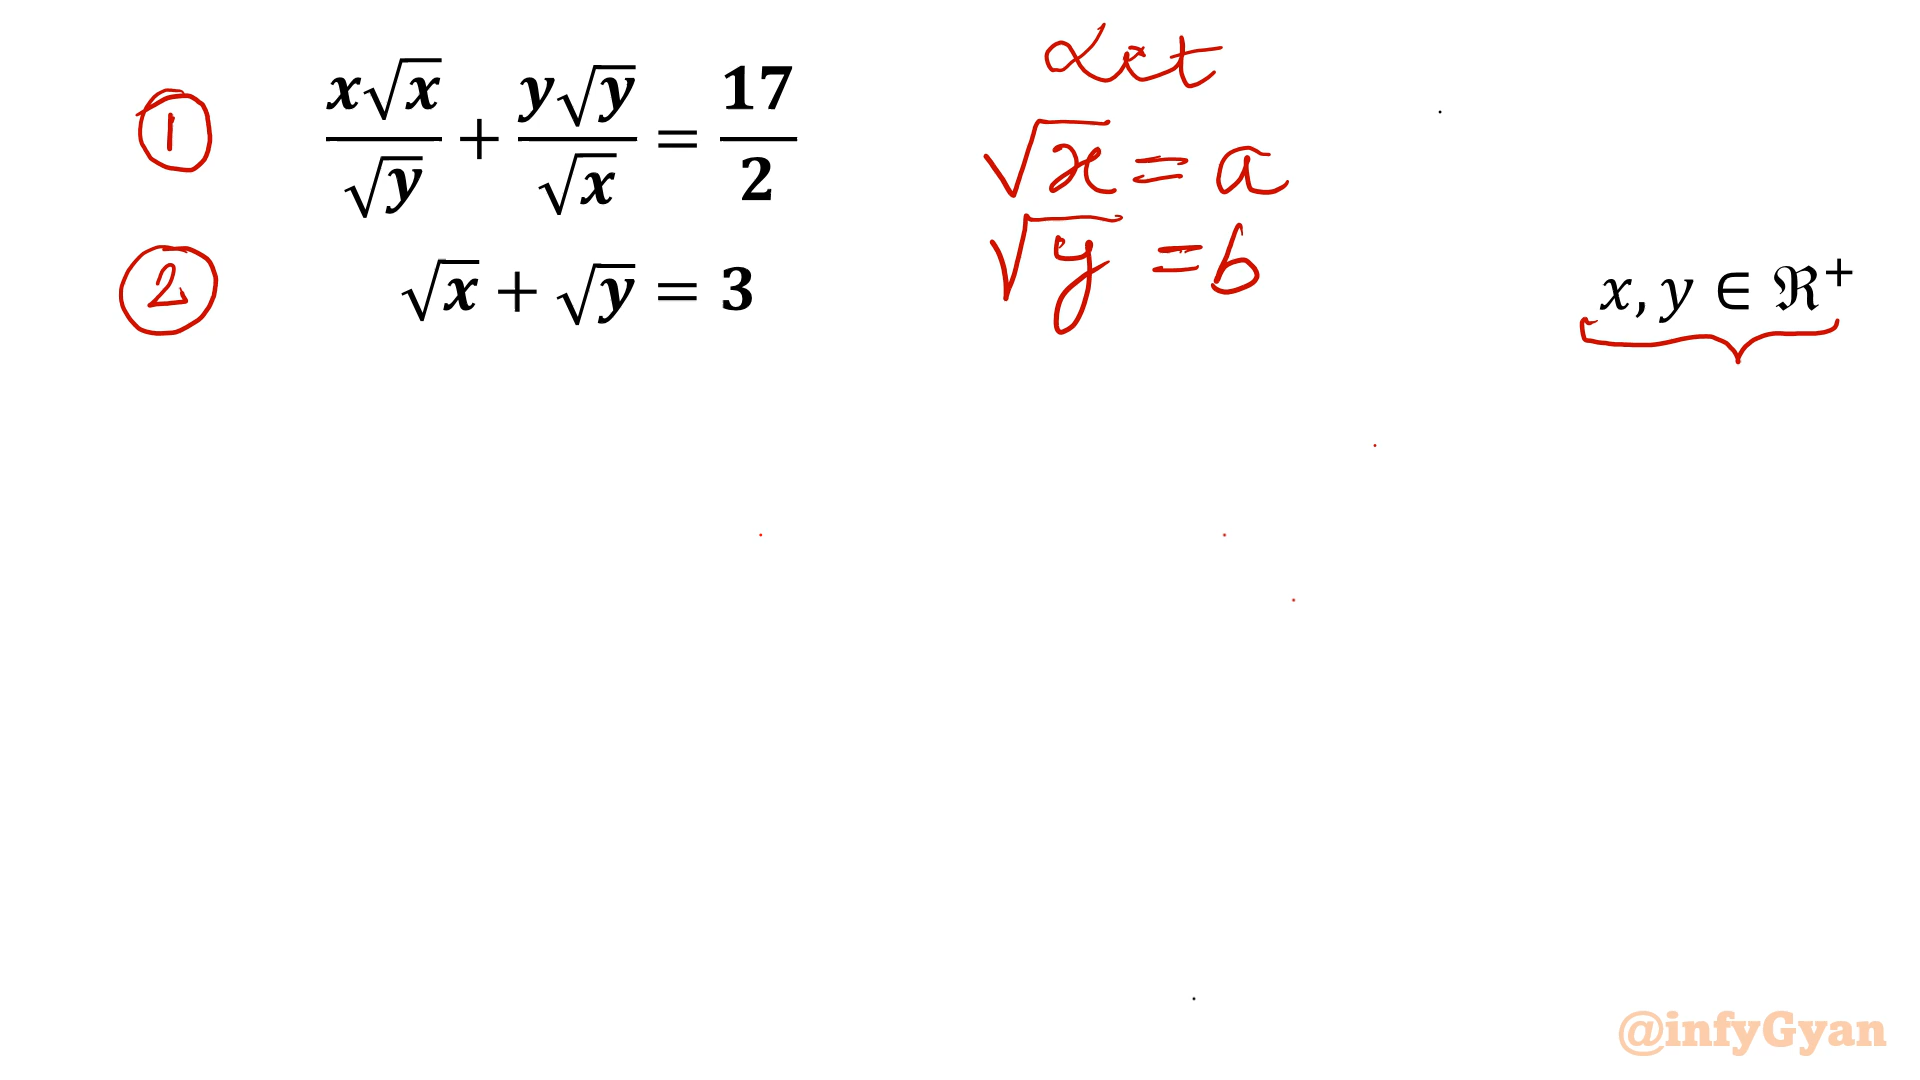 ① x√x/√y + y√y/√x = 17/2
② √x + √y = 3
Let
√x = a
√y = b
x, y ∈ ℜ⁺
@infyGyan